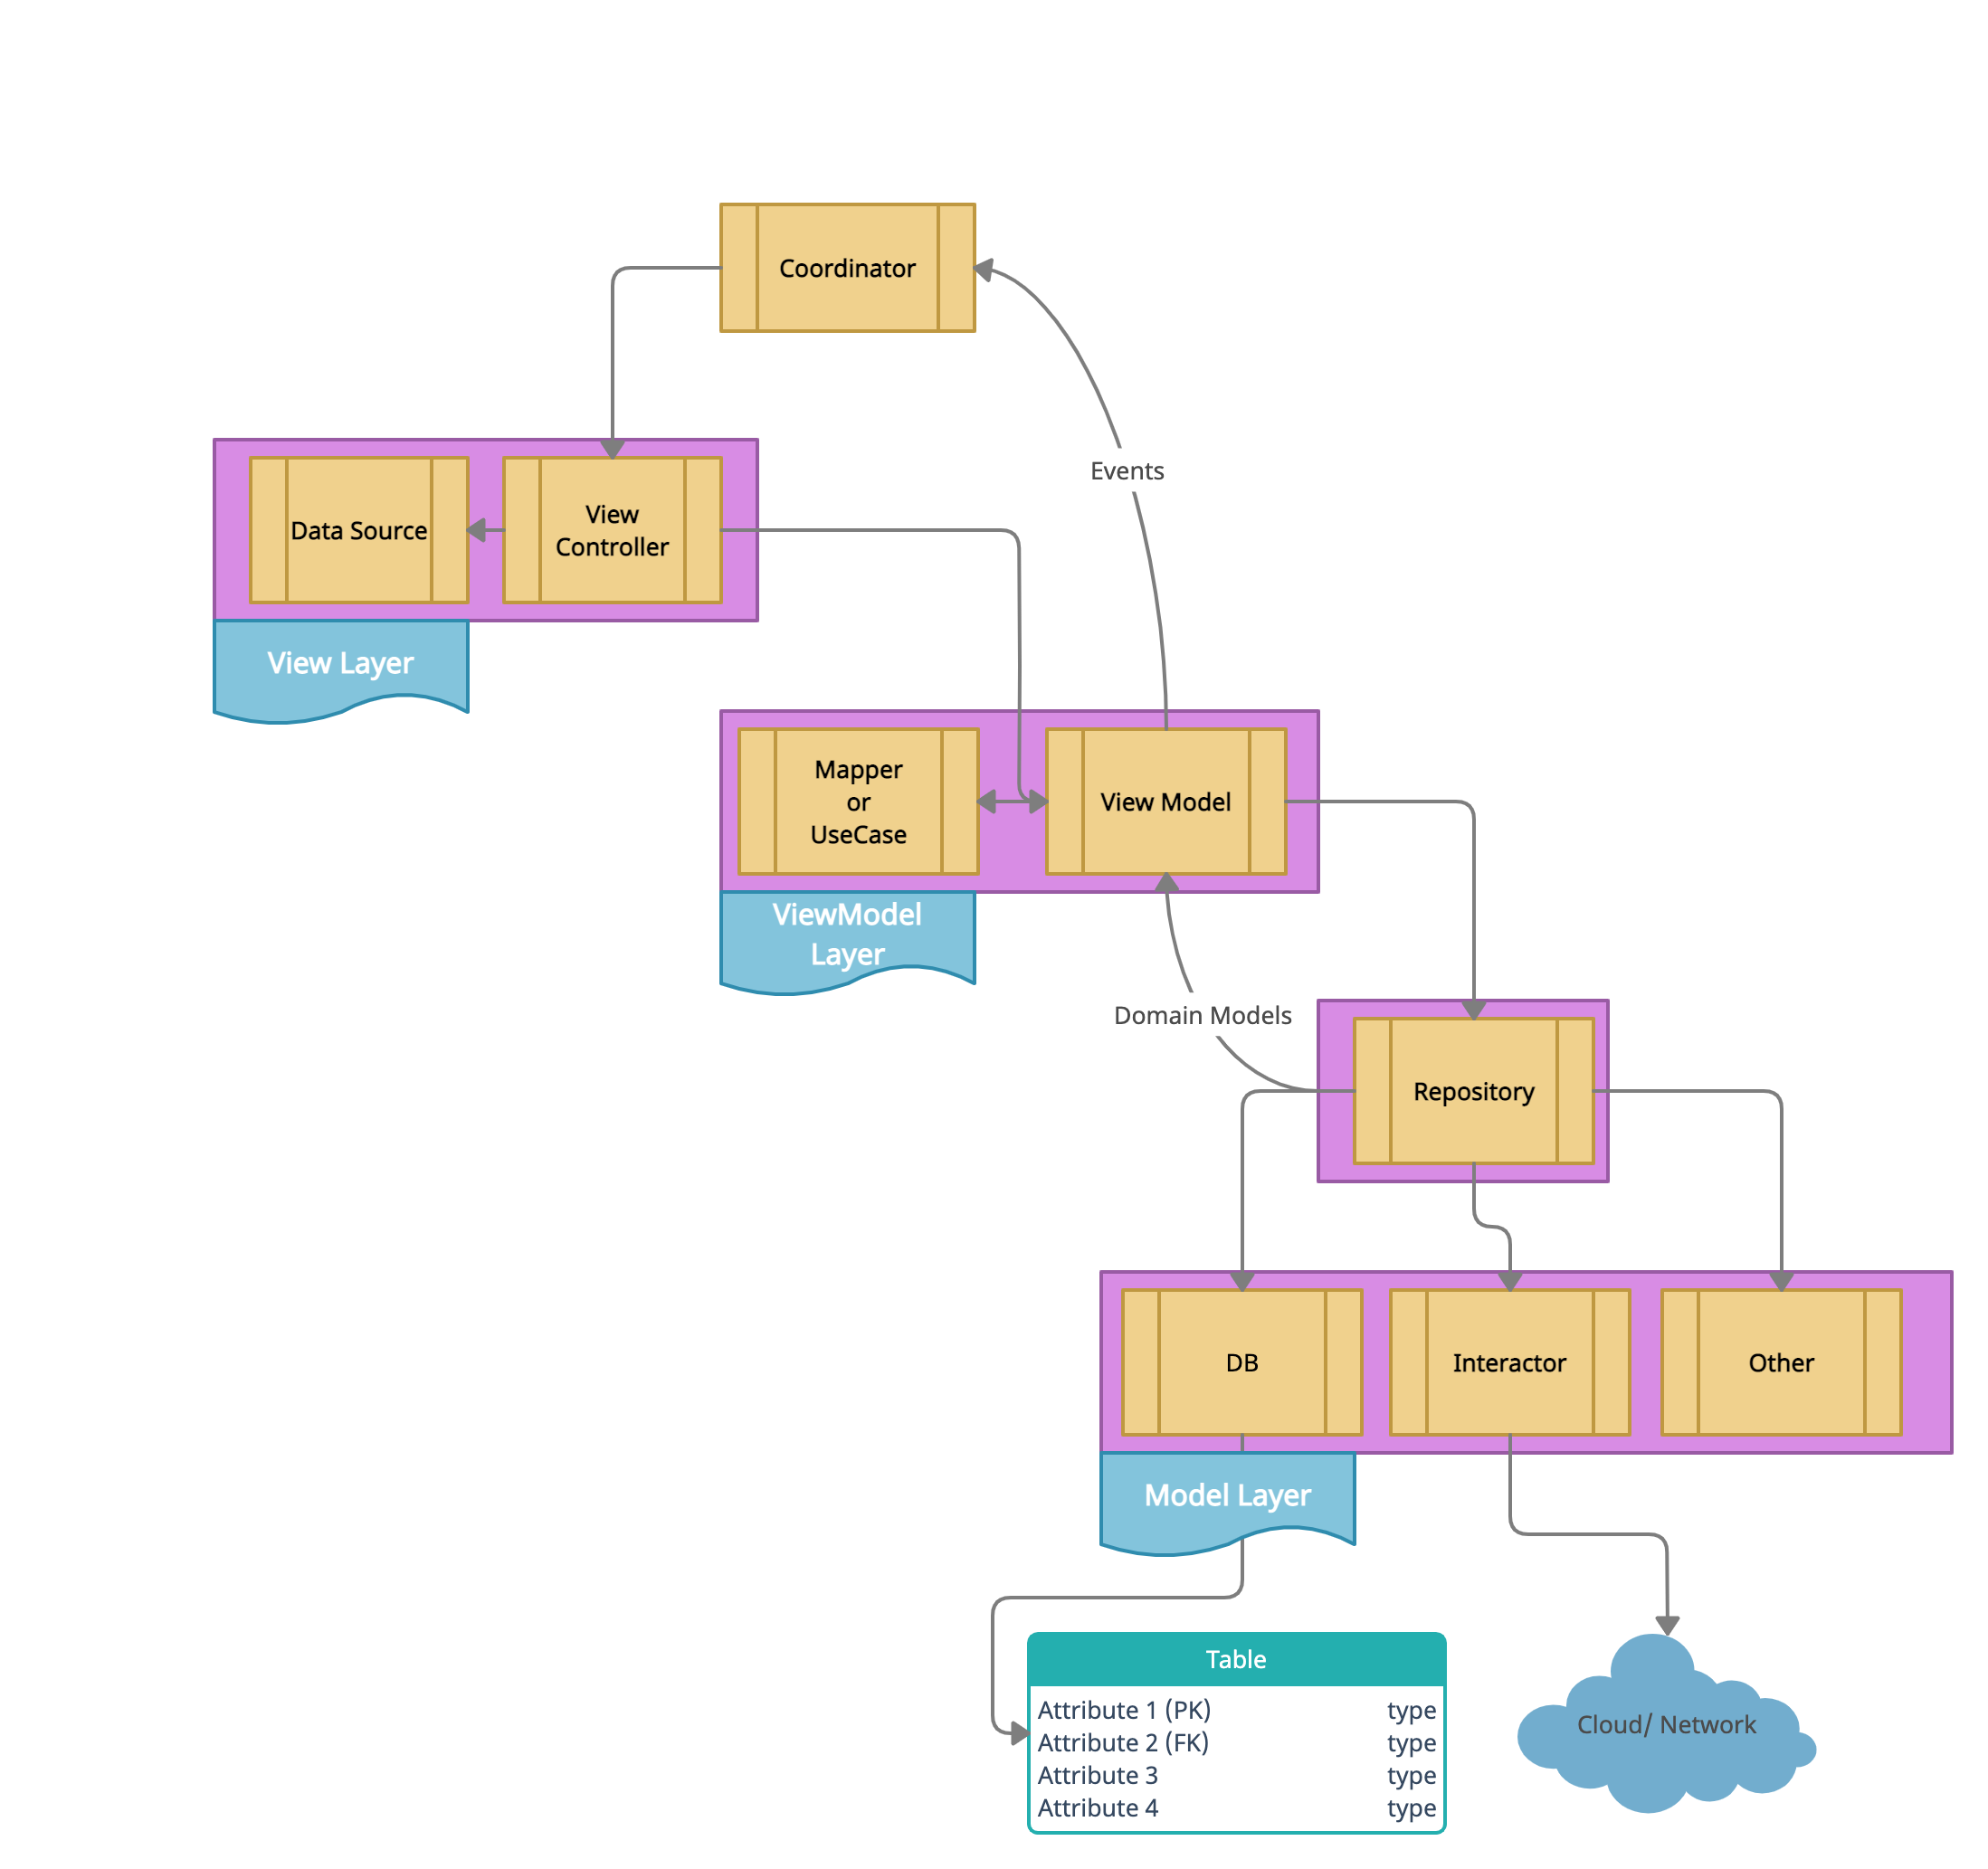 Coordinator
Events
Data Source
View
Controller
View Layer
Mapper
or
UseCase
View Model
ViewModel
Layer
Domain Models
Repository
DB
Interactor
Other
Model Layer
Table
Attribute 1 (PK) type
Attribute 2 (FK) type
Attribute 3 type
Attribute 4 type
Cloud/ Network